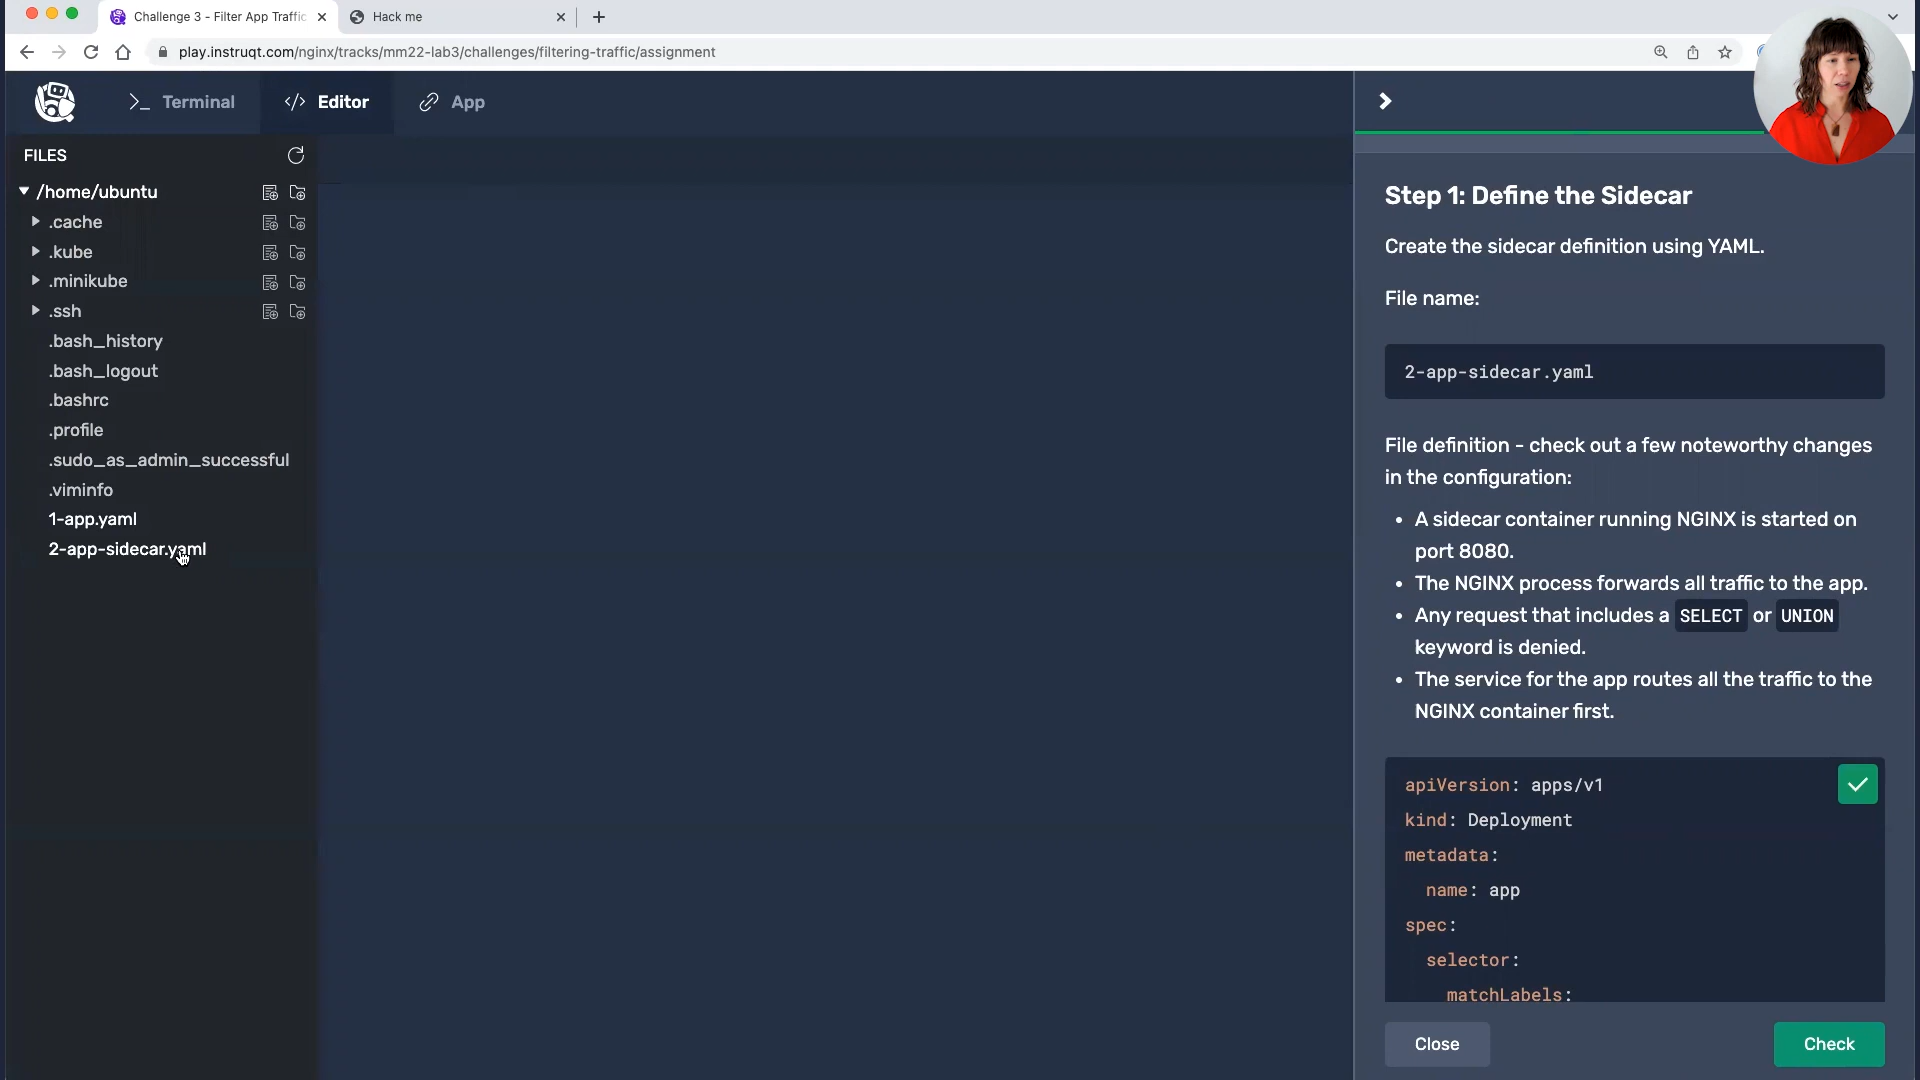 Challenge 3 - Filter App Traffic
Hack me
play.instruqt.com/nginx/tracks/mm22-lab3/challenges/filtering-traffic/assignment
>_ Terminal
</> Editor
App
FILES
/home/ubuntu
.cache
.kube
.minikube
.ssh
.bash_history
.bash_logout
.bashrc
.profile
.sudo_as_admin_successful
.viminfo
1-app.yaml
2-app-sidecar.yaml
Step 1: Define the Sidecar
Create the sidecar definition using YAML.
File name:
2-app-sidecar.yaml
File definition - check out a few noteworthy changes
in the configuration:
• A sidecar container running NGINX is started on
port 8080.
• The NGINX process forwards all traffic to the app.
• Any request that includes a SELECT or UNION
keyword is denied.
• The service for the app routes all the traffic to the
NGINX container first.
apiVersion: apps/v1
kind: Deployment
metadata:
name: app
spec:
selector:
matchLabels:
Close
Check